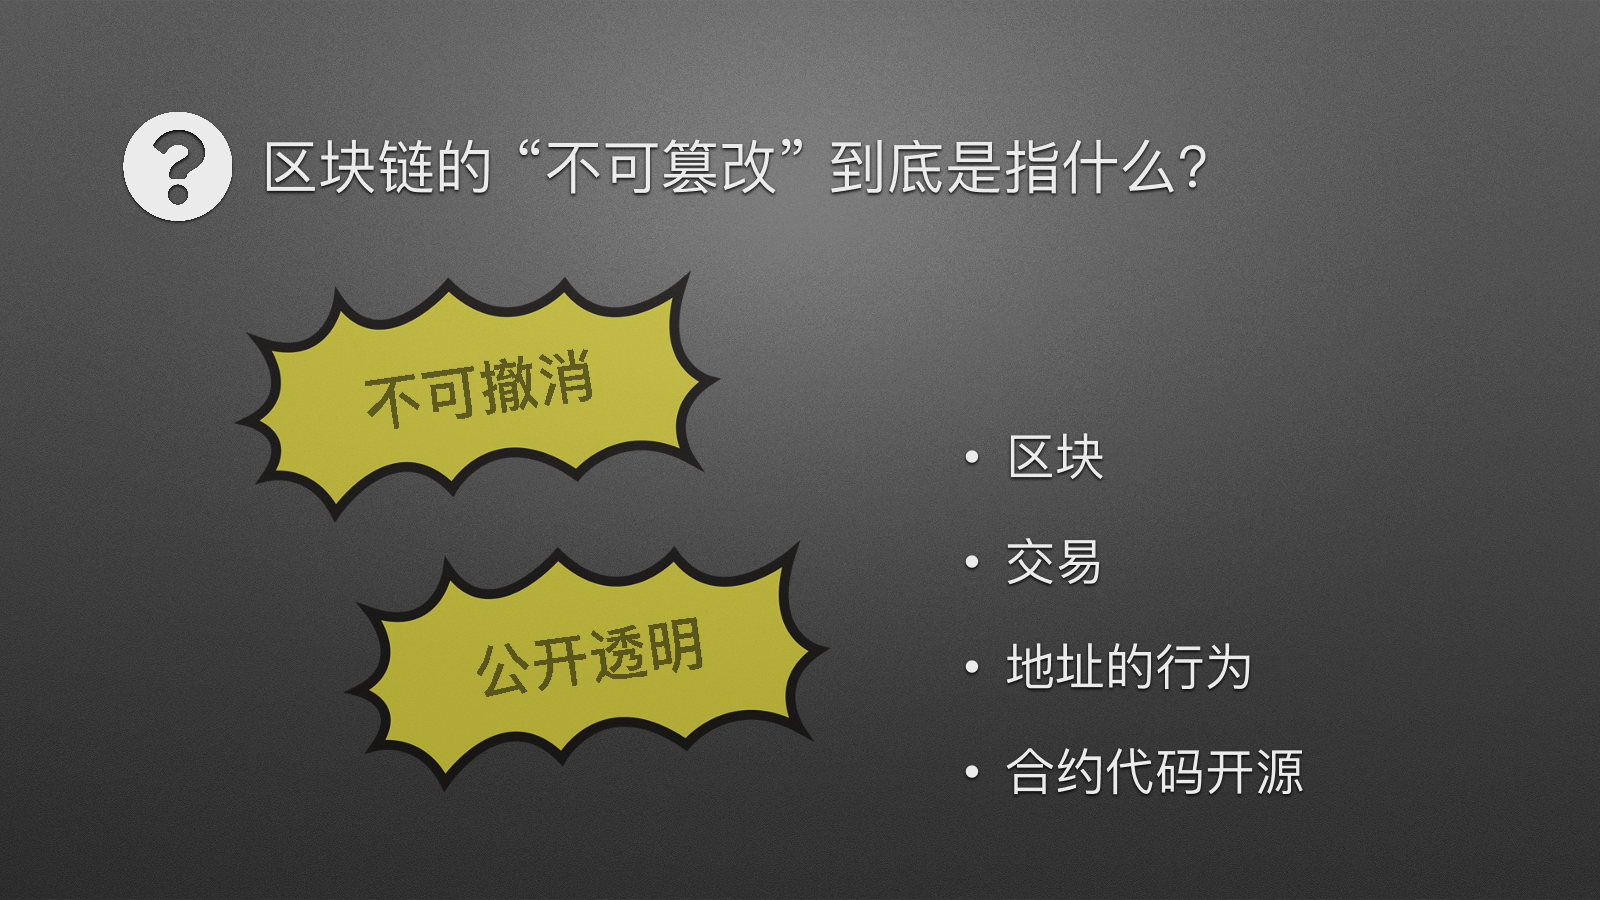 区块链的“不可篡改”到底是指什么?
不可撤消
公开透明
• 区块
• 交易
• 地址的行为
• 合约代码开源